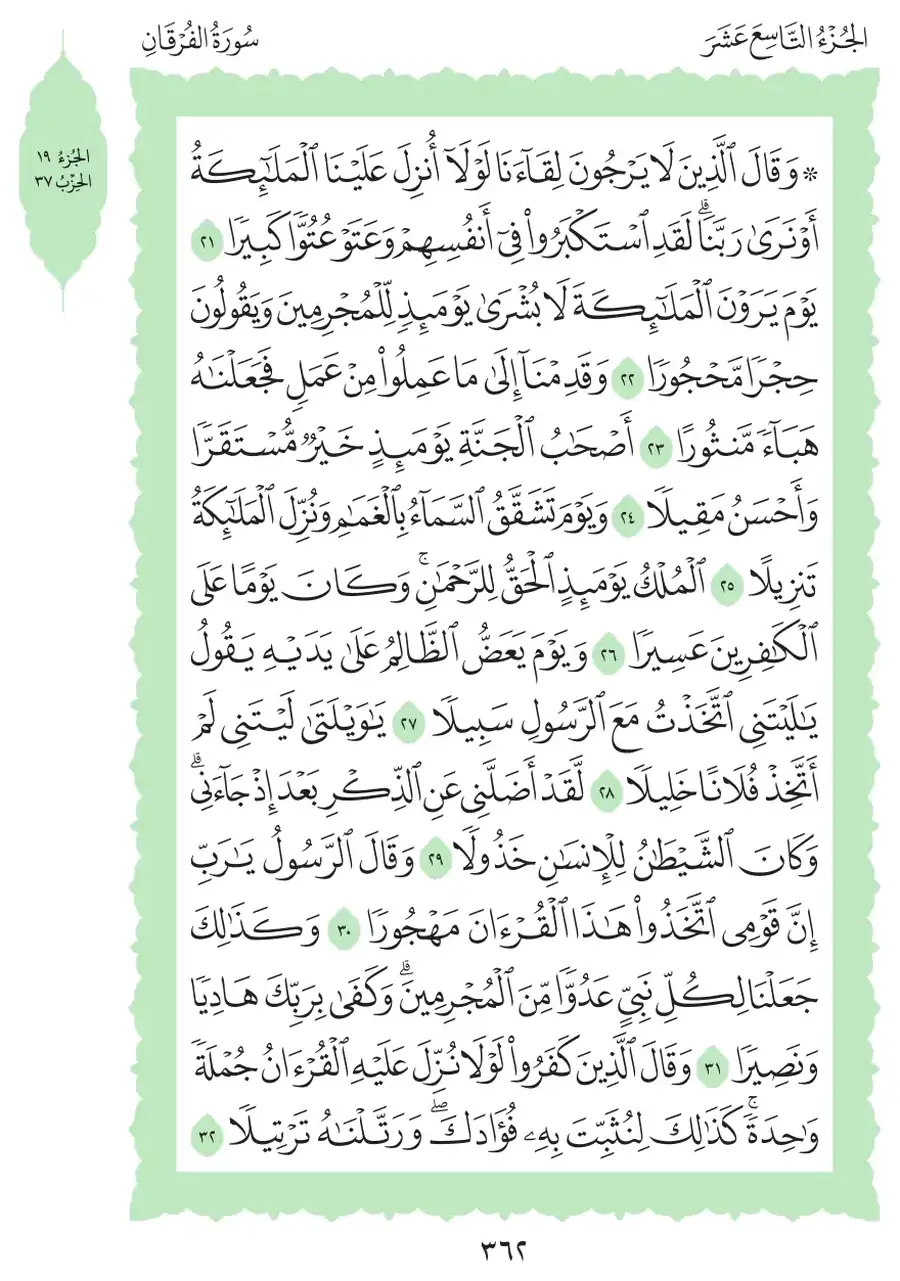 الجُزْءُ التَّاسِعَ عَشَرَ
سُورَةُ الفُرْقَانِ
الجُزْءُ ١٩
الحِزْبُ ٣٧
* وَقَالَ ٱلَّذِينَ لَا يَرْجُونَ لِقَآءَنَا لَوْلَآ أُنزِلَ عَلَيْنَا ٱلْمَلَٰٓئِكَةُ
أَوْ نَرَىٰ رَبَّنَاۗ لَقَدِ ٱسْتَكْبَرُوا۟ فِىٓ أَنفُسِهِمْ وَعَتَوْ عُتُوًّا كَبِيرًا ٢١
يَوْمَ يَرَوْنَ ٱلْمَلَٰٓئِكَةَ لَا بُشْرَىٰ يَوْمَئِذٍ لِّلْمُجْرِمِينَ وَيَقُولُونَ
حِجْرًا مَّحْجُورًا ٢٢ وَقَدِمْنَآ إِلَىٰ مَا عَمِلُوا۟ مِنْ عَمَلٍ فَجَعَلْنَٰهُ
هَبَآءً مَّنثُورًا ٢٣ أَصْحَٰبُ ٱلْجَنَّةِ يَوْمَئِذٍ خَيْرٌ مُّسْتَقَرًّا
وَأَحْسَنُ مَقِيلًا ٢٤ وَيَوْمَ تَشَقَّقُ ٱلسَّمَآءُ بِٱلْغَمَٰمِ وَنُزِّلَ ٱلْمَلَٰٓئِكَةُ
تَنزِيلًا ٢٥ ٱلْمُلْكُ يَوْمَئِذٍ ٱلْحَقُّ لِلرَّحْمَٰنِۚ وَكَانَ يَوْمًا عَلَى
ٱلْكَٰفِرِينَ عَسِيرًا ٢٦ وَيَوْمَ يَعَضُّ ٱلظَّالِمُ عَلَىٰ يَدَيْهِ يَقُولُ
يَٰلَيْتَنِى ٱتَّخَذْتُ مَعَ ٱلرَّسُولِ سَبِيلًا ٢٧ يَٰوَيْلَتَىٰ لَيْتَنِى لَمْ
أَتَّخِذْ فُلَانًا خَلِيلًا ٢٨ لَّقَدْ أَضَلَّنِى عَنِ ٱلذِّكْرِ بَعْدَ إِذْ جَآءَنِىۗ
وَكَانَ ٱلشَّيْطَٰنُ لِلْإِنسَٰنِ خَذُولًا ٢٩ وَقَالَ ٱلرَّسُولُ يَٰرَبِّ
إِنَّ قَوْمِى ٱتَّخَذُوا۟ هَٰذَا ٱلْقُرْءَانَ مَهْجُورًا ٣٠ وَكَذَٰلِكَ
جَعَلْنَا لِكُلِّ نَبِىٍّ عَدُوًّا مِّنَ ٱلْمُجْرِمِينَۗ وَكَفَىٰ بِرَبِّكَ هَادِيًا
وَنَصِيرًا ٣١ وَقَالَ ٱلَّذِينَ كَفَرُوا۟ لَوْلَا نُزِّلَ عَلَيْهِ ٱلْقُرْءَانُ جُمْلَةً
وَٰحِدَةًۚ كَذَٰلِكَ لِنُثَبِّتَ بِهِۦ فُؤَادَكَۖ وَرَتَّلْنَٰهُ تَرْتِيلًا ٣٢
٣٦٢